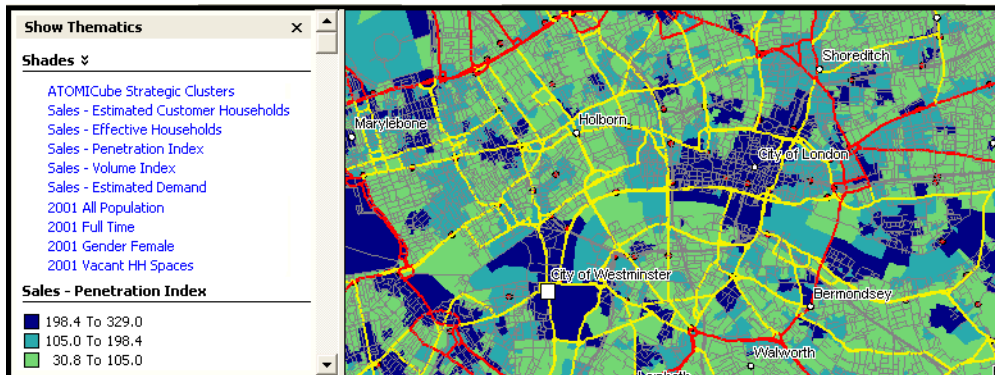 Show Thematics
Shades
ATOMICube Strategic Clusters
Sales - Estimated Customer Households
Sales - Effective Households
Sales - Penetration Index
Sales - Volume Index
Sales - Estimated Demand
2001 All Population
2001 Full Time
2001 Gender Female
2001 Vacant HH Spaces
Sales - Penetration Index
198.4 To 329.0
105.0 To 198.4
30.8 To 105.0
Shoreditch
Marylebone
Holborn
City of London
City of Westminster
Bermondsey
Walworth